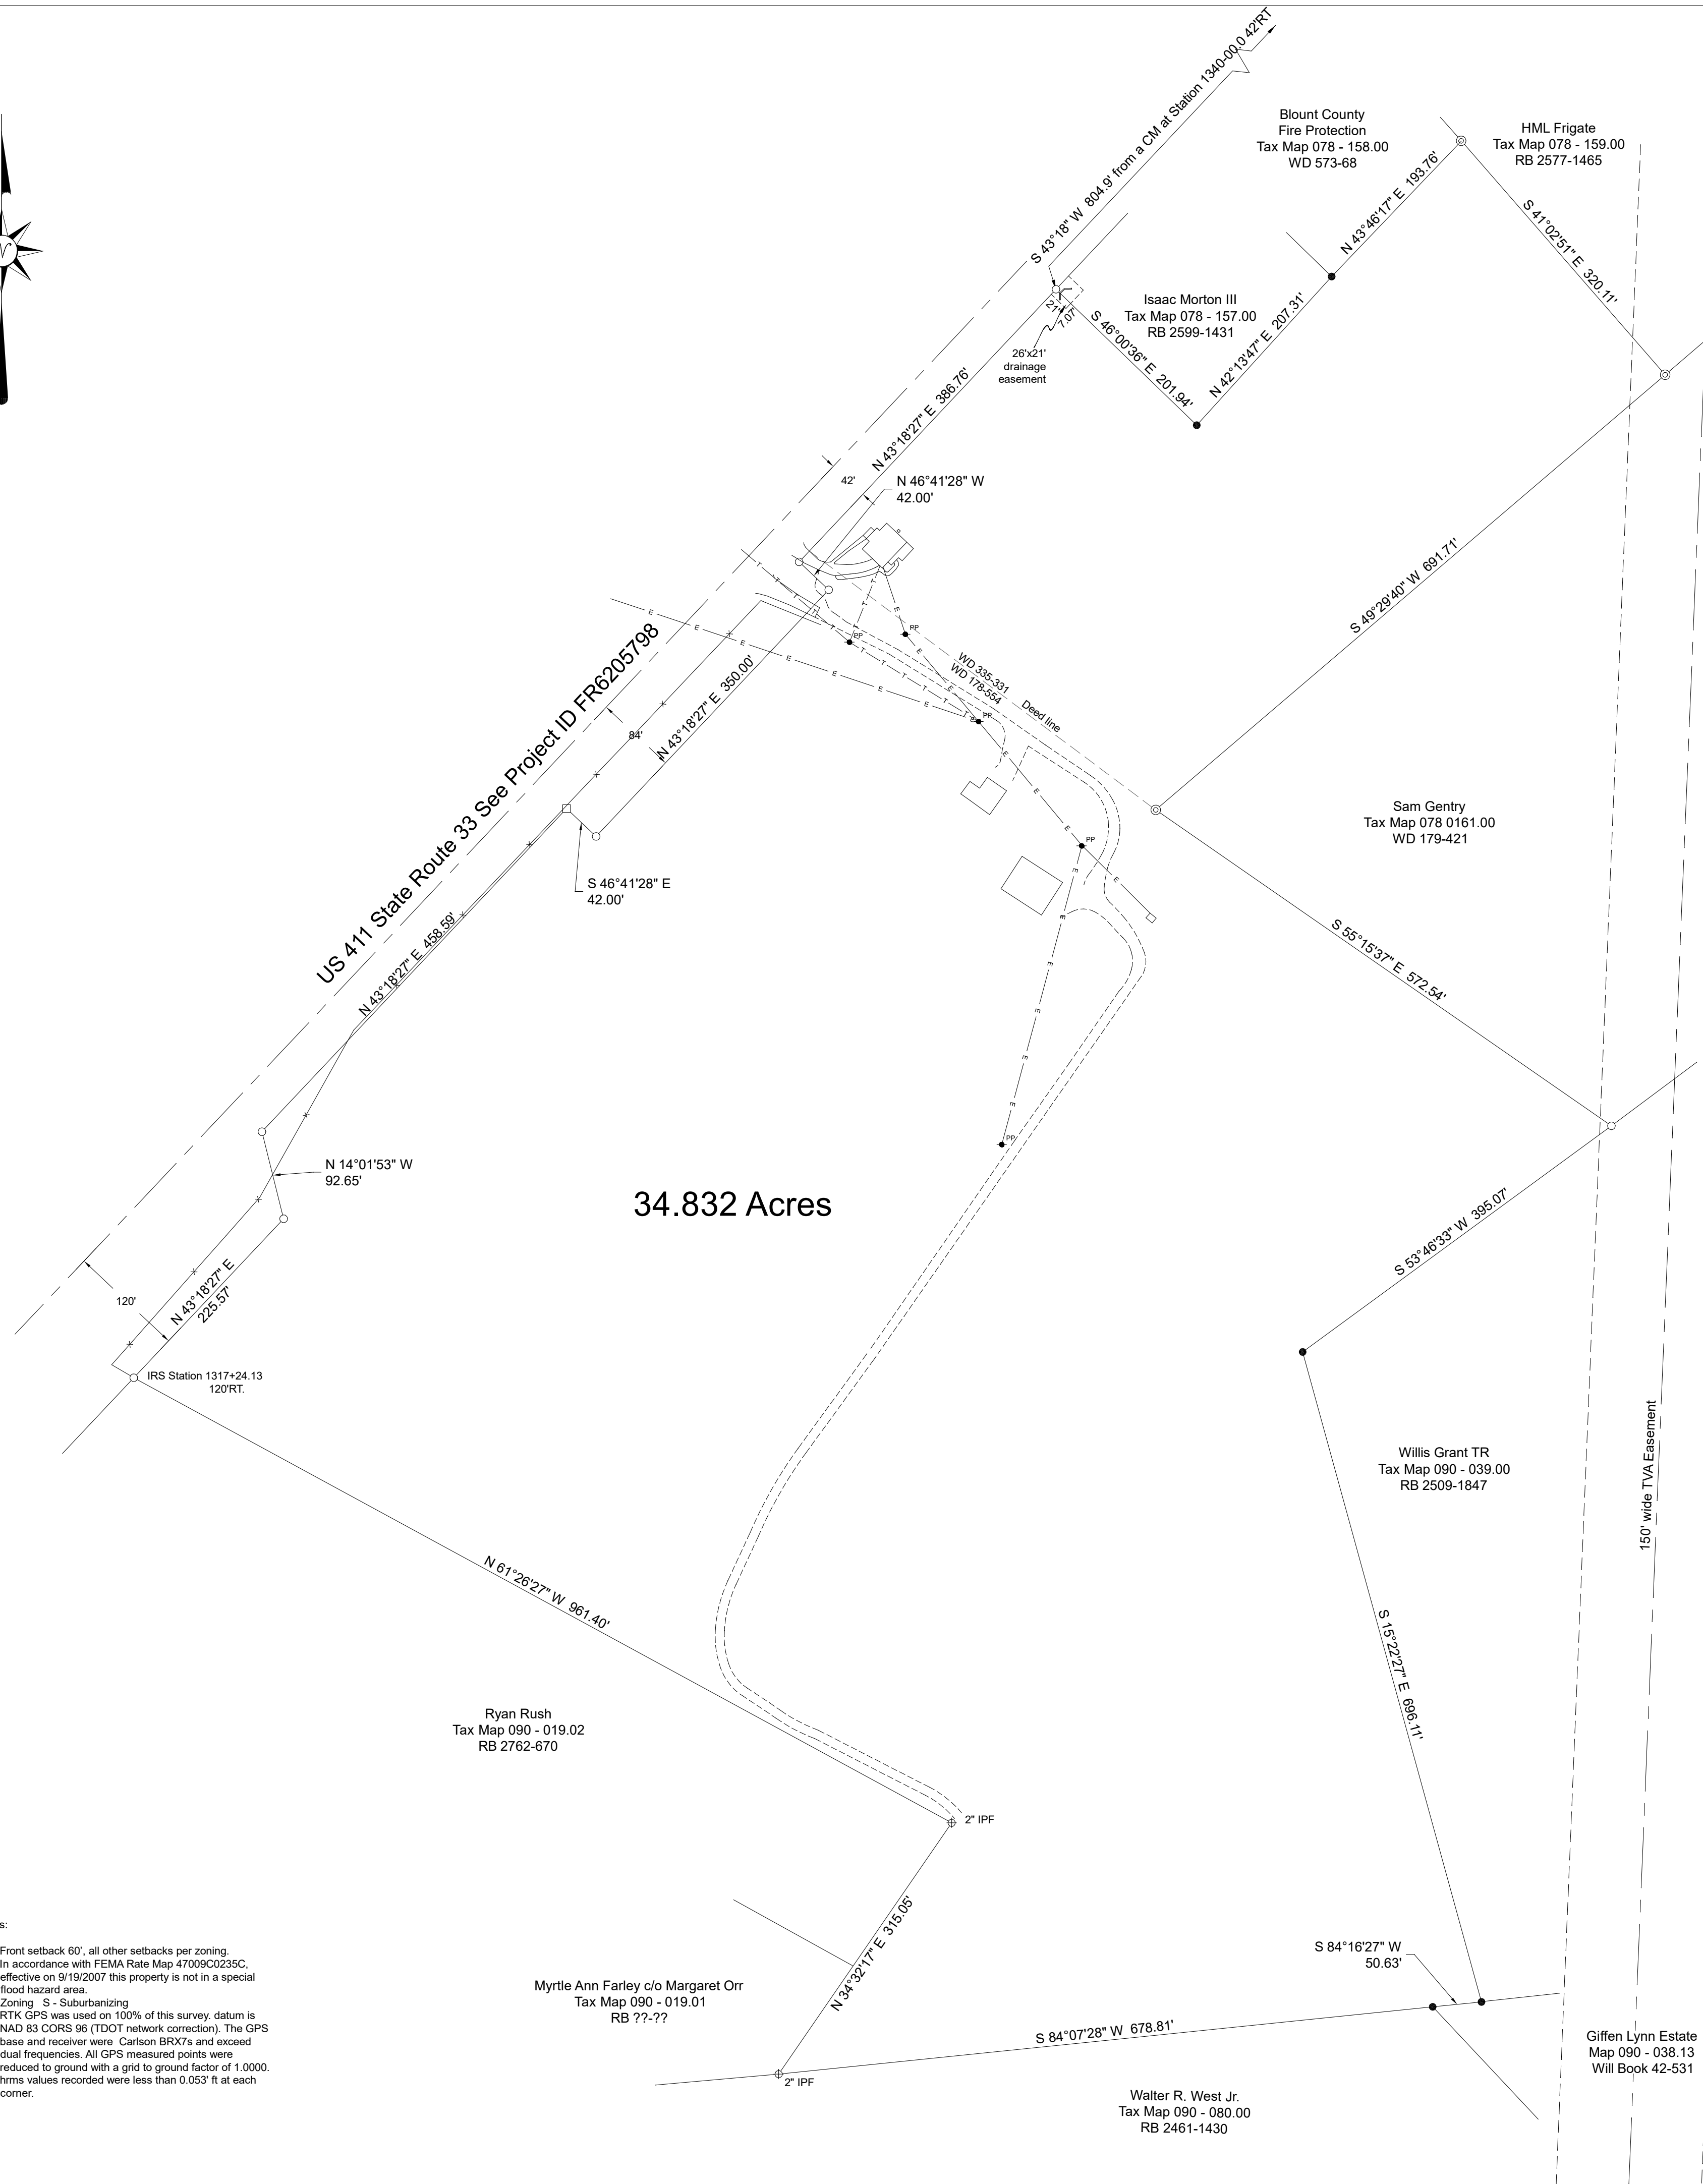 S 43°18" W  804.9' from a CM at Station 1340-00.0 42'RT
Blount County
Fire Protection
Tax Map 078 - 158.00
WD 573-68
HML Frigate
Tax Map 078 - 159.00
RB 2577-1465
N 43°46'17" E  193.76'
S 41°02'51" E  320.11'
N
Isaac Morton III
Tax Map 078 - 157.00
RB 2599-1431
21'
7.07'
S 46°00'36" E  201.94'
N 42°13'47" E  207.31'
26'x21'
drainage
easement
N 43°18'27" E  386.76'
42'
N 46°41'28" W
42.00'
S 49°29'40" W  691.71'
US 411 State Route 33 See Project ID FR6205798
N 43°18'27" E  350.00'
84'
PP
PP
WD 335-331
WD 178-554
Deed line
PP
Sam Gentry
Tax Map 078 0161.00
WD 179-421
PP
S 46°41'28" E
42.00'
N 43°18'27" E  458.59'
S 55°15'37" E  572.54'
PP
N 14°01'53" W
92.65'
34.832 Acres
S 53°46'33" W  395.07'
120'
N 43°18'27" E
225.57'
IRS Station 1317+24.13
120'RT.
Willis Grant TR
Tax Map 090 - 039.00
RB 2509-1847
150' wide TVA Easement
N 61°26'27" W  961.40'
S 15°22'27" E  696.11'
Ryan Rush
Tax Map 090 - 019.02
RB 2762-670
2" IPF
N 34°32'17" E  315.05'
s:
Front setback 60', all other setbacks per zoning.
In accordance with FEMA Rate Map 47009C0235C,
effective on 9/19/2007 this property is not in a special
flood hazard area.
Zoning   S - Suburbanizing
RTK GPS was used on 100% of this survey. datum is
NAD 83 CORS 96 (TDOT network correction). The GPS
base and receiver were  Carlson BRX7s and exceed
dual frequencies. All GPS measured points were
reduced to ground with a grid to ground factor of 1.0000.
hrms values recorded were less than 0.053' ft at each
corner.
Myrtle Ann Farley c/o Margaret Orr
Tax Map 090 - 019.01
RB ??-??
S 84°16'27" W
50.63'
S 84°07'28" W  678.81'
Giffen Lynn Estate
Map 090 - 038.13
Will Book 42-531
2" IPF
Walter R. West Jr.
Tax Map 090 - 080.00
RB 2461-1430